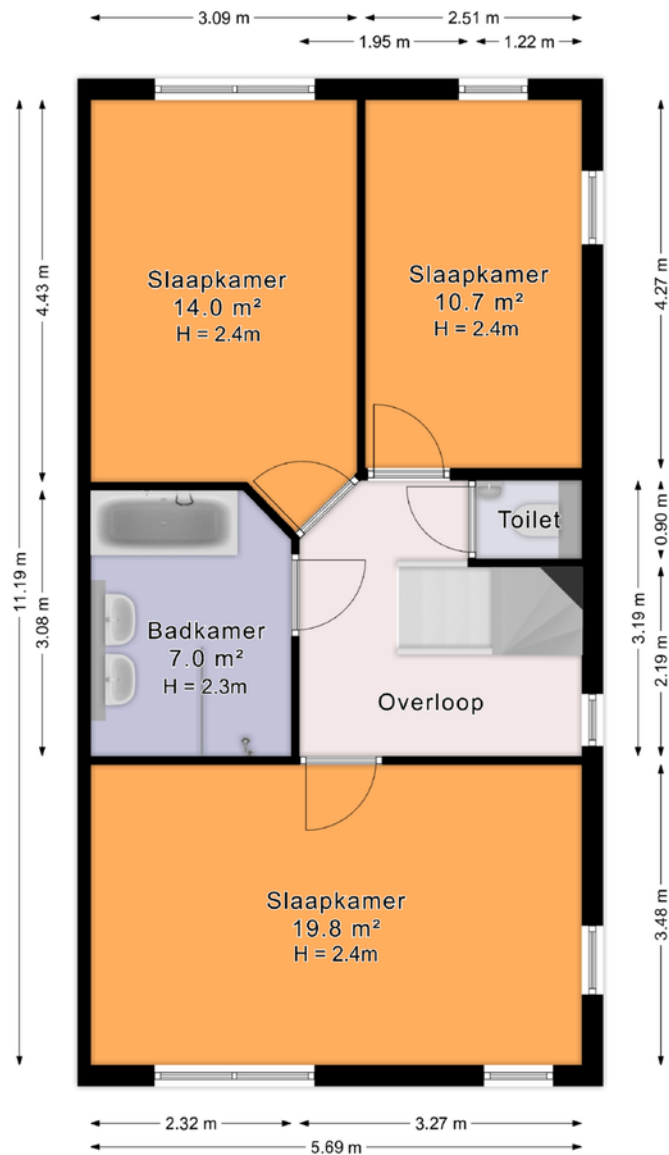 3.09 m
2.51 m
1.95 m
1.22 m
Slaapkamer
14.0 m²
H = 2.4m
Slaapkamer
10.7 m²
H = 2.4m
4.43 m
4.27 m
11.19 m
Toilet
0.90 m
3.08 m
Badkamer
7.0 m²
H = 2.3m
3.19 m
2.19 m
Overloop
Slaapkamer
19.8 m²
H = 2.4m
3.48 m
2.32 m
3.27 m
5.69 m